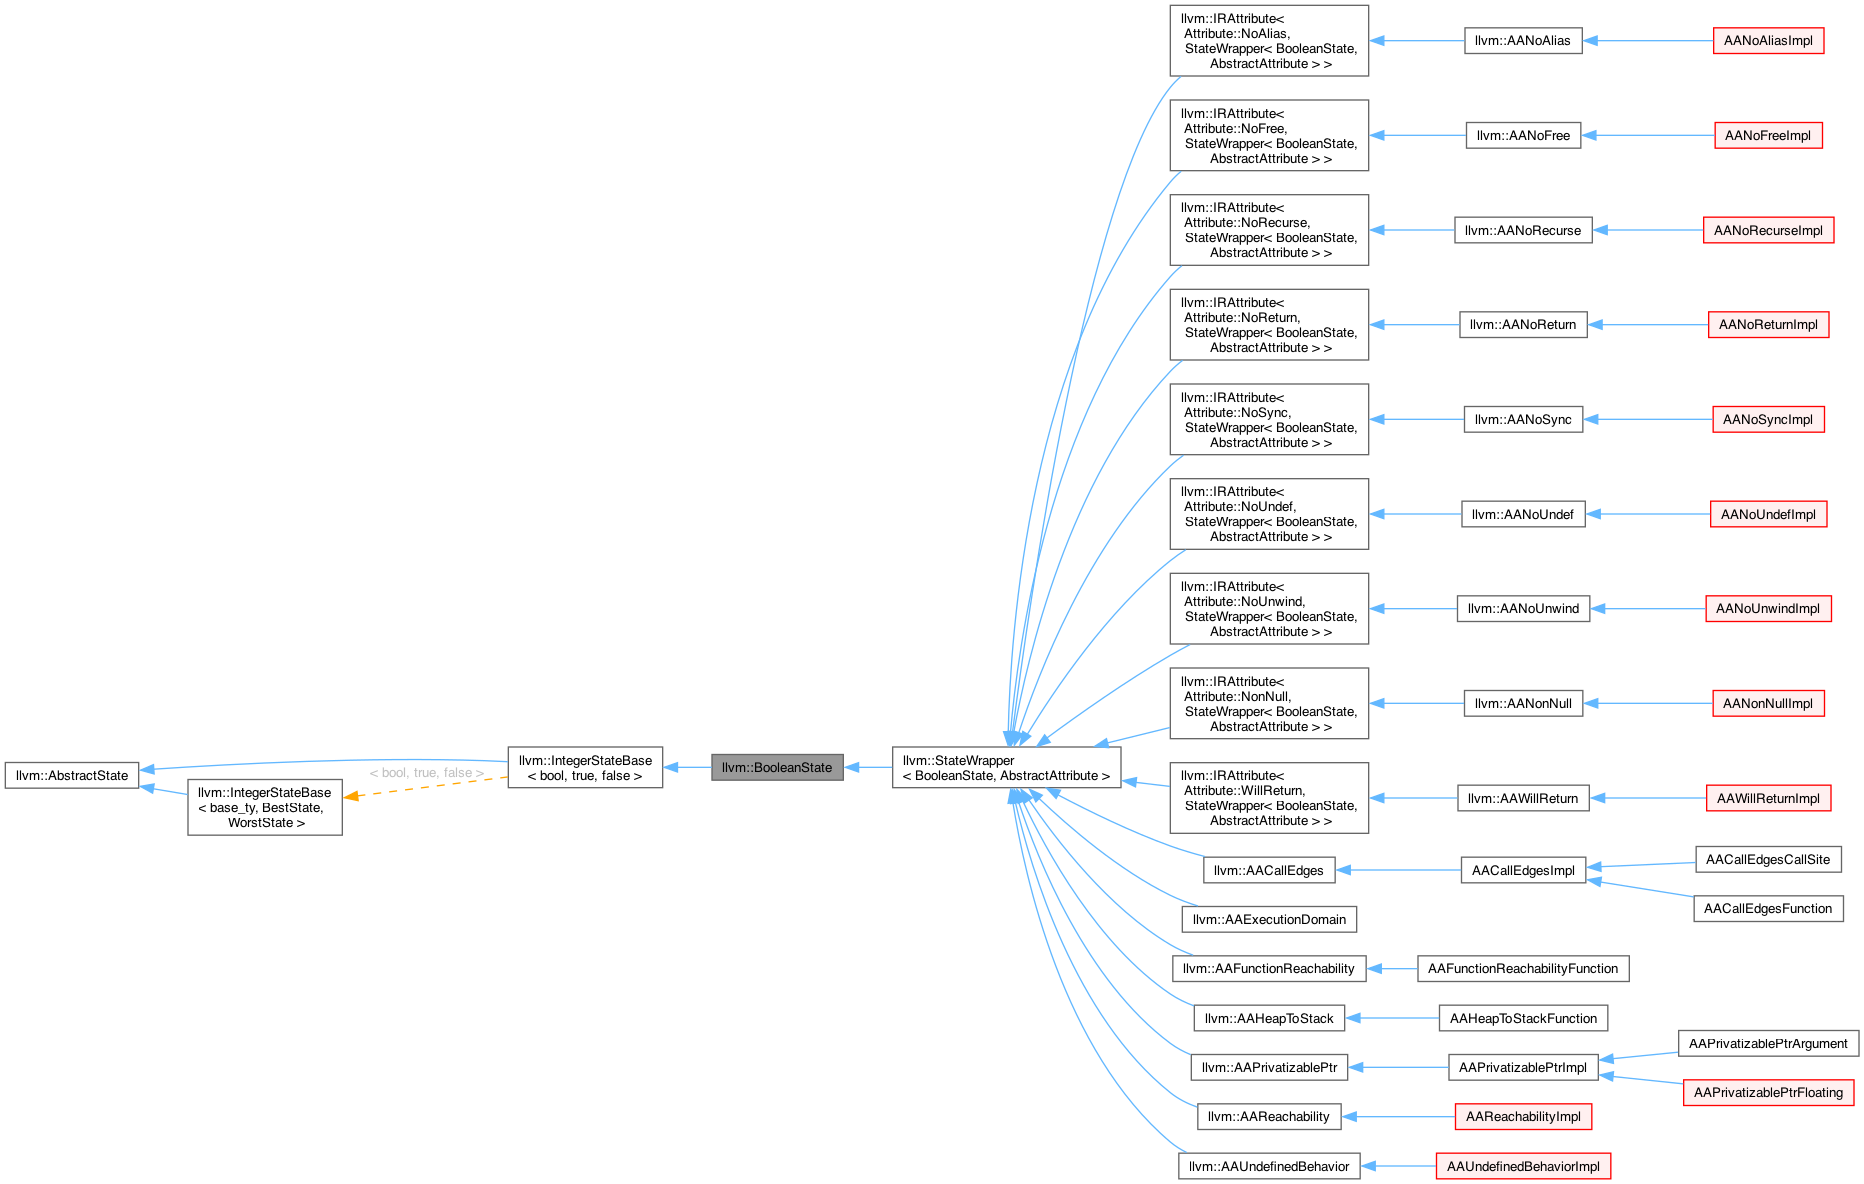 llvm::AbstractState
llvm::IntegerStateBase
< base_ty, BestState,
WorstState >
< bool, true, false >
llvm::IntegerStateBase
< bool, true, false >
llvm::BooleanState
llvm::StateWrapper
< BooleanState, AbstractAttribute >
llvm::IRAttribute<
Attribute::NoAlias,
StateWrapper< BooleanState,
AbstractAttribute > >
llvm::AANoAlias
AANoAliasImpl
llvm::IRAttribute<
Attribute::NoFree,
StateWrapper< BooleanState,
AbstractAttribute > >
llvm::AANoFree
AANoFreeImpl
llvm::IRAttribute<
Attribute::NoRecurse,
StateWrapper< BooleanState,
AbstractAttribute > >
llvm::AANoRecurse
AANoRecurseImpl
llvm::IRAttribute<
Attribute::NoReturn,
StateWrapper< BooleanState,
AbstractAttribute > >
llvm::AANoReturn
AANoReturnImpl
llvm::IRAttribute<
Attribute::NoSync,
StateWrapper< BooleanState,
AbstractAttribute > >
llvm::AANoSync
AANoSyncImpl
llvm::IRAttribute<
Attribute::NoUndef,
StateWrapper< BooleanState,
AbstractAttribute > >
llvm::AANoUndef
AANoUndefImpl
llvm::IRAttribute<
Attribute::NoUnwind,
StateWrapper< BooleanState,
AbstractAttribute > >
llvm::AANoUnwind
AANoUnwindImpl
llvm::IRAttribute<
Attribute::NonNull,
StateWrapper< BooleanState,
AbstractAttribute > >
llvm::AANonNull
AANonNullImpl
llvm::IRAttribute<
Attribute::WillReturn,
StateWrapper< BooleanState,
AbstractAttribute > >
llvm::AAWillReturn
AAWillReturnImpl
llvm::AACallEdges
AACallEdgesImpl
AACallEdgesCallSite
AACallEdgesFunction
llvm::AAExecutionDomain
llvm::AAFunctionReachability
AAFunctionReachabilityFunction
llvm::AAHeapToStack
AAHeapToStackFunction
llvm::AAPrivatizablePtr
AAPrivatizablePtrImpl
AAPrivatizablePtrArgument
AAPrivatizablePtrFloating
llvm::AAReachability
AAReachabilityImpl
llvm::AAUndefinedBehavior
AAUndefinedBehaviorImpl